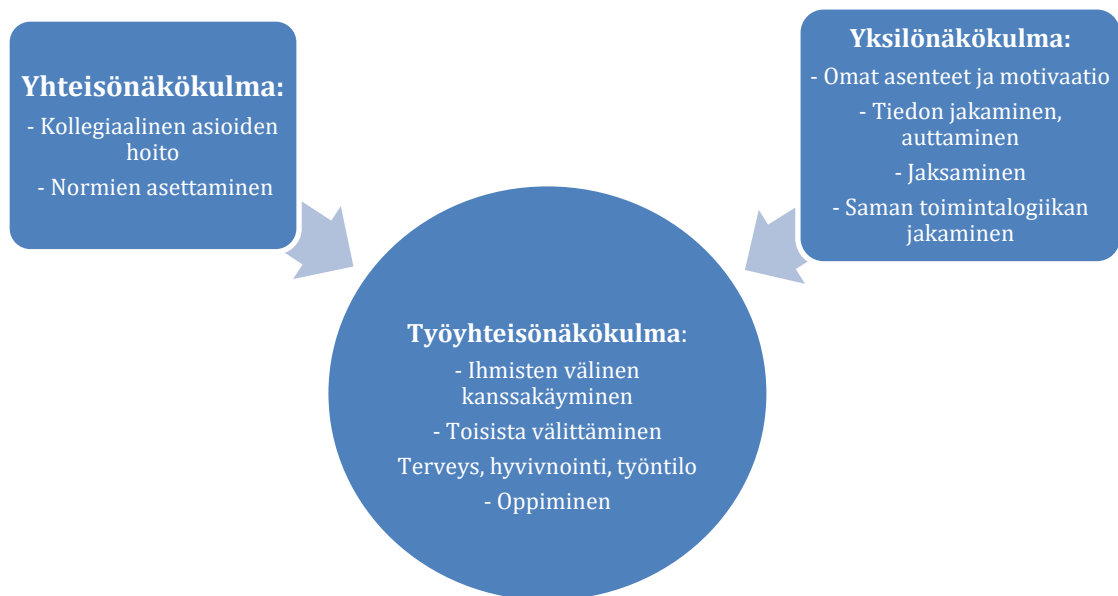 Yhteisönäkökulma:
- Kollegiaalinen asioiden
hoito
- Normien asettaminen
Yksilönäkökulma:
- Omat asenteet ja motivaatio
- Tiedon jakaminen,
auttaminen
- Jaksaminen
- Saman toimintalogiikan
jakaminen
Työyhteisönäkökulma:
- Ihmisten välinen
kanssakäyminen
- Toisista välittäminen
Terveys, hyvivnointi, työntilo
- Oppiminen